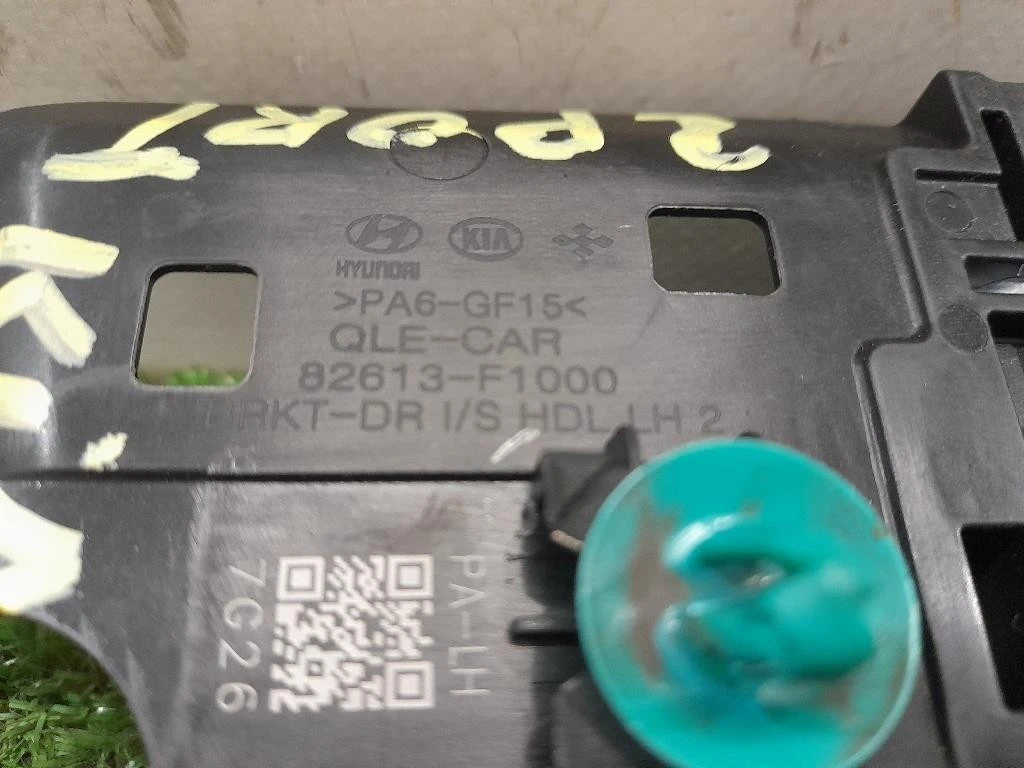 HYUNDAI KIA
>PA6-GF15<
QLE-CAR
82613-F1000
BRKT-DR I/S HDL LH 2
PA-LH
7G26